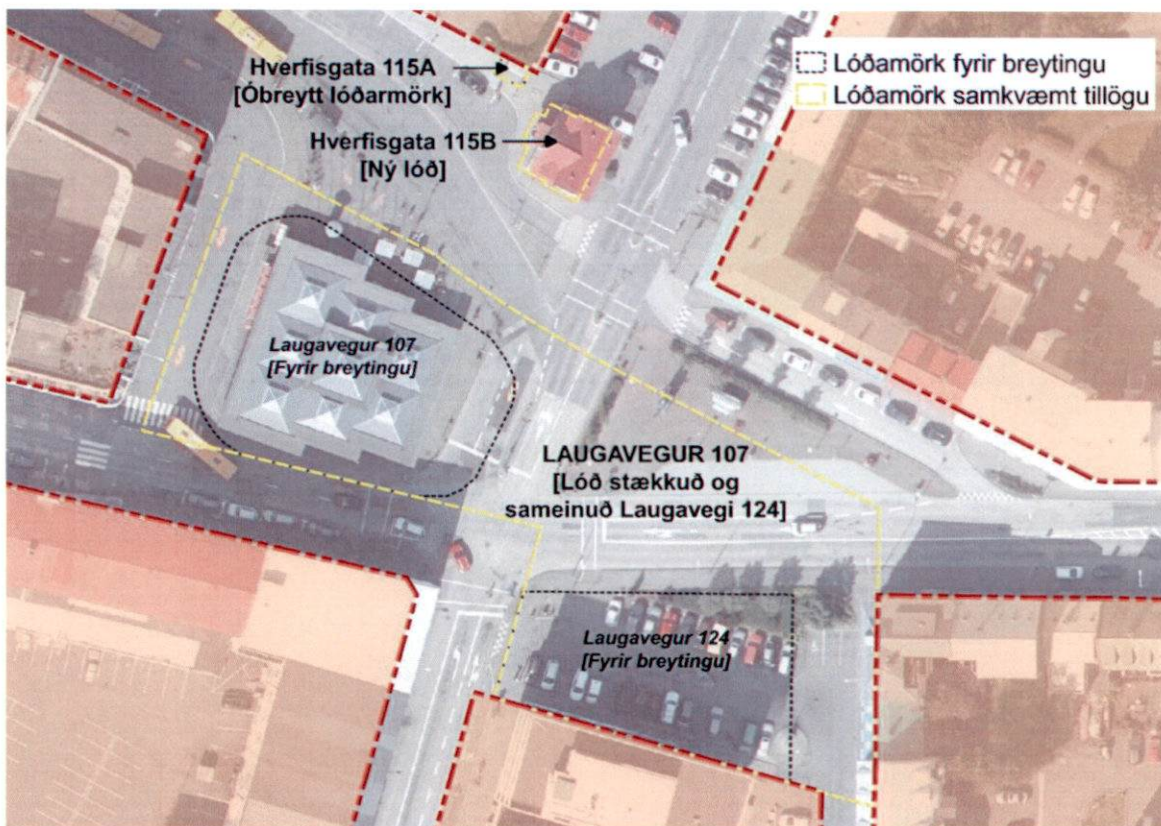 Hverfisgata 115A
[Óbreytt lóðarmörk]
Hverfisgata 115B
[Ný lóð]
Lóðamörk fyrir breytingu
Lóðamörk samkvæmt tillögu
Laugavegur 107
[Fyrir breytingu]
LAUGAVEGUR 107
[Lóð stækkuð og
sameinuð Laugavegi 124]
Laugavegur 124
[Fyrir breytingu]